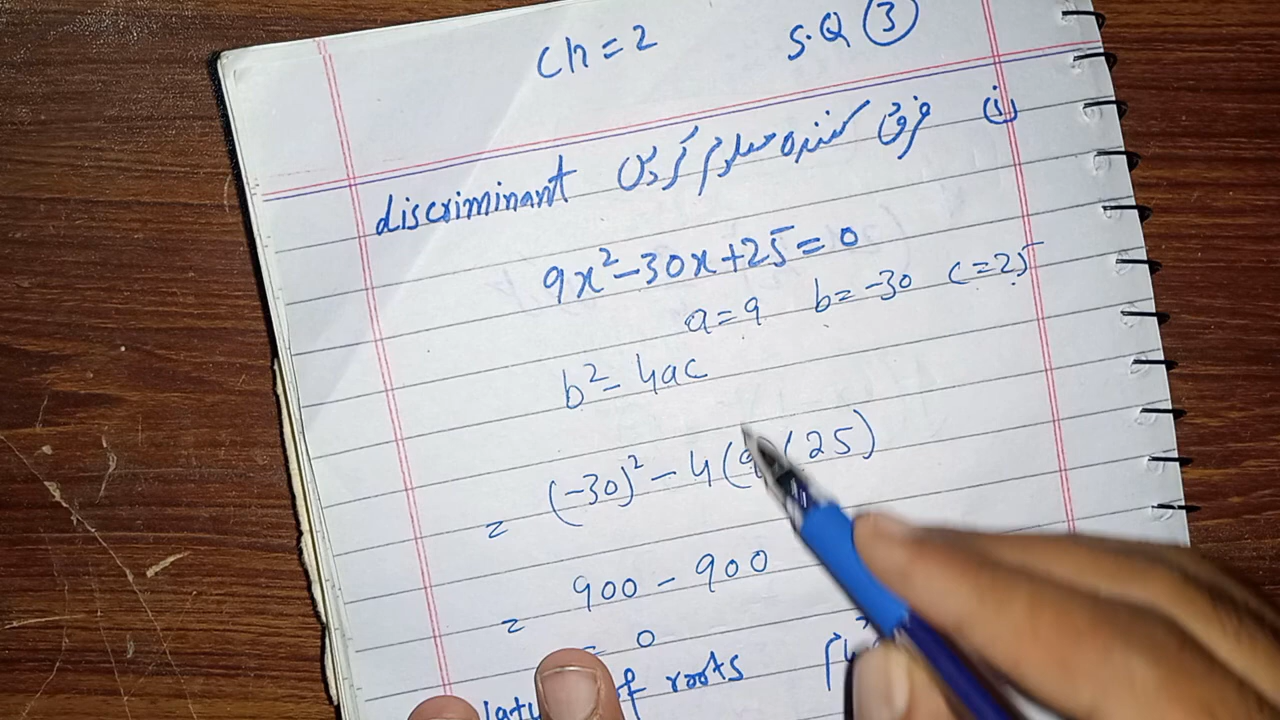 Ch = 2 S.Q 3
فرق کنندہ معلوم کریں discriminant
9x²-30x+25=0
a=9 b=-30 c=25
b²-4ac
= (-30)²-4(9)(25)
= 900-900
= 0
of roots